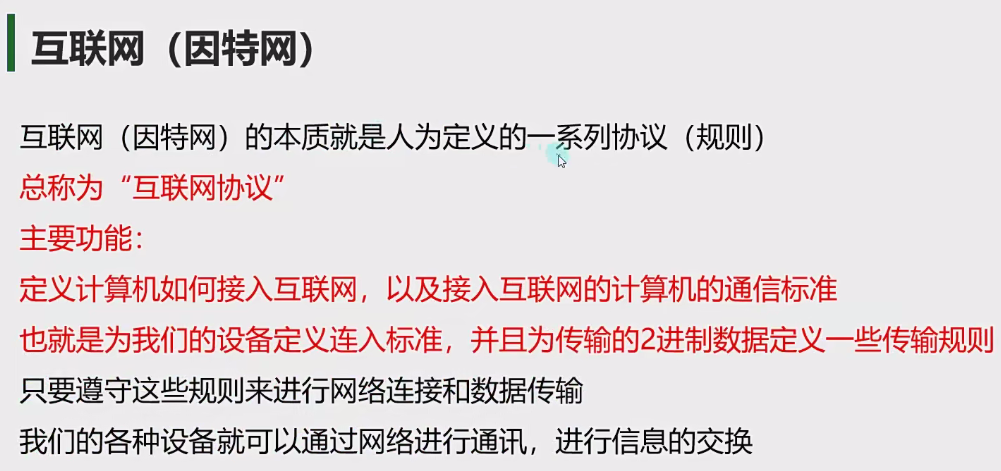 互联网（因特网）
互联网（因特网）的本质就是人为定义的一系列协议（规则）
总称为“互联网协议”
主要功能：
定义计算机如何接入互联网，以及接入互联网的计算机的通信标准
也就是为我们的设备定义连入标准，并且为传输的2进制数据定义一些传输规则
只要遵守这些规则来进行网络连接和数据传输
我们的各种设备就可以通过网络进行通讯，进行信息的交换